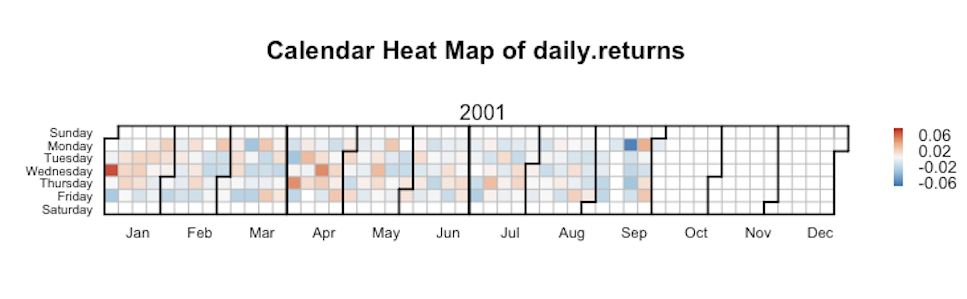 Calendar Heat Map of daily.returns
2001
Sunday
Monday
Tuesday
Wednesday
Thursday
Friday
Saturday
Jan Feb Mar Apr May Jun Jul Aug Sep Oct Nov Dec
0.06
0.02
-0.02
-0.06